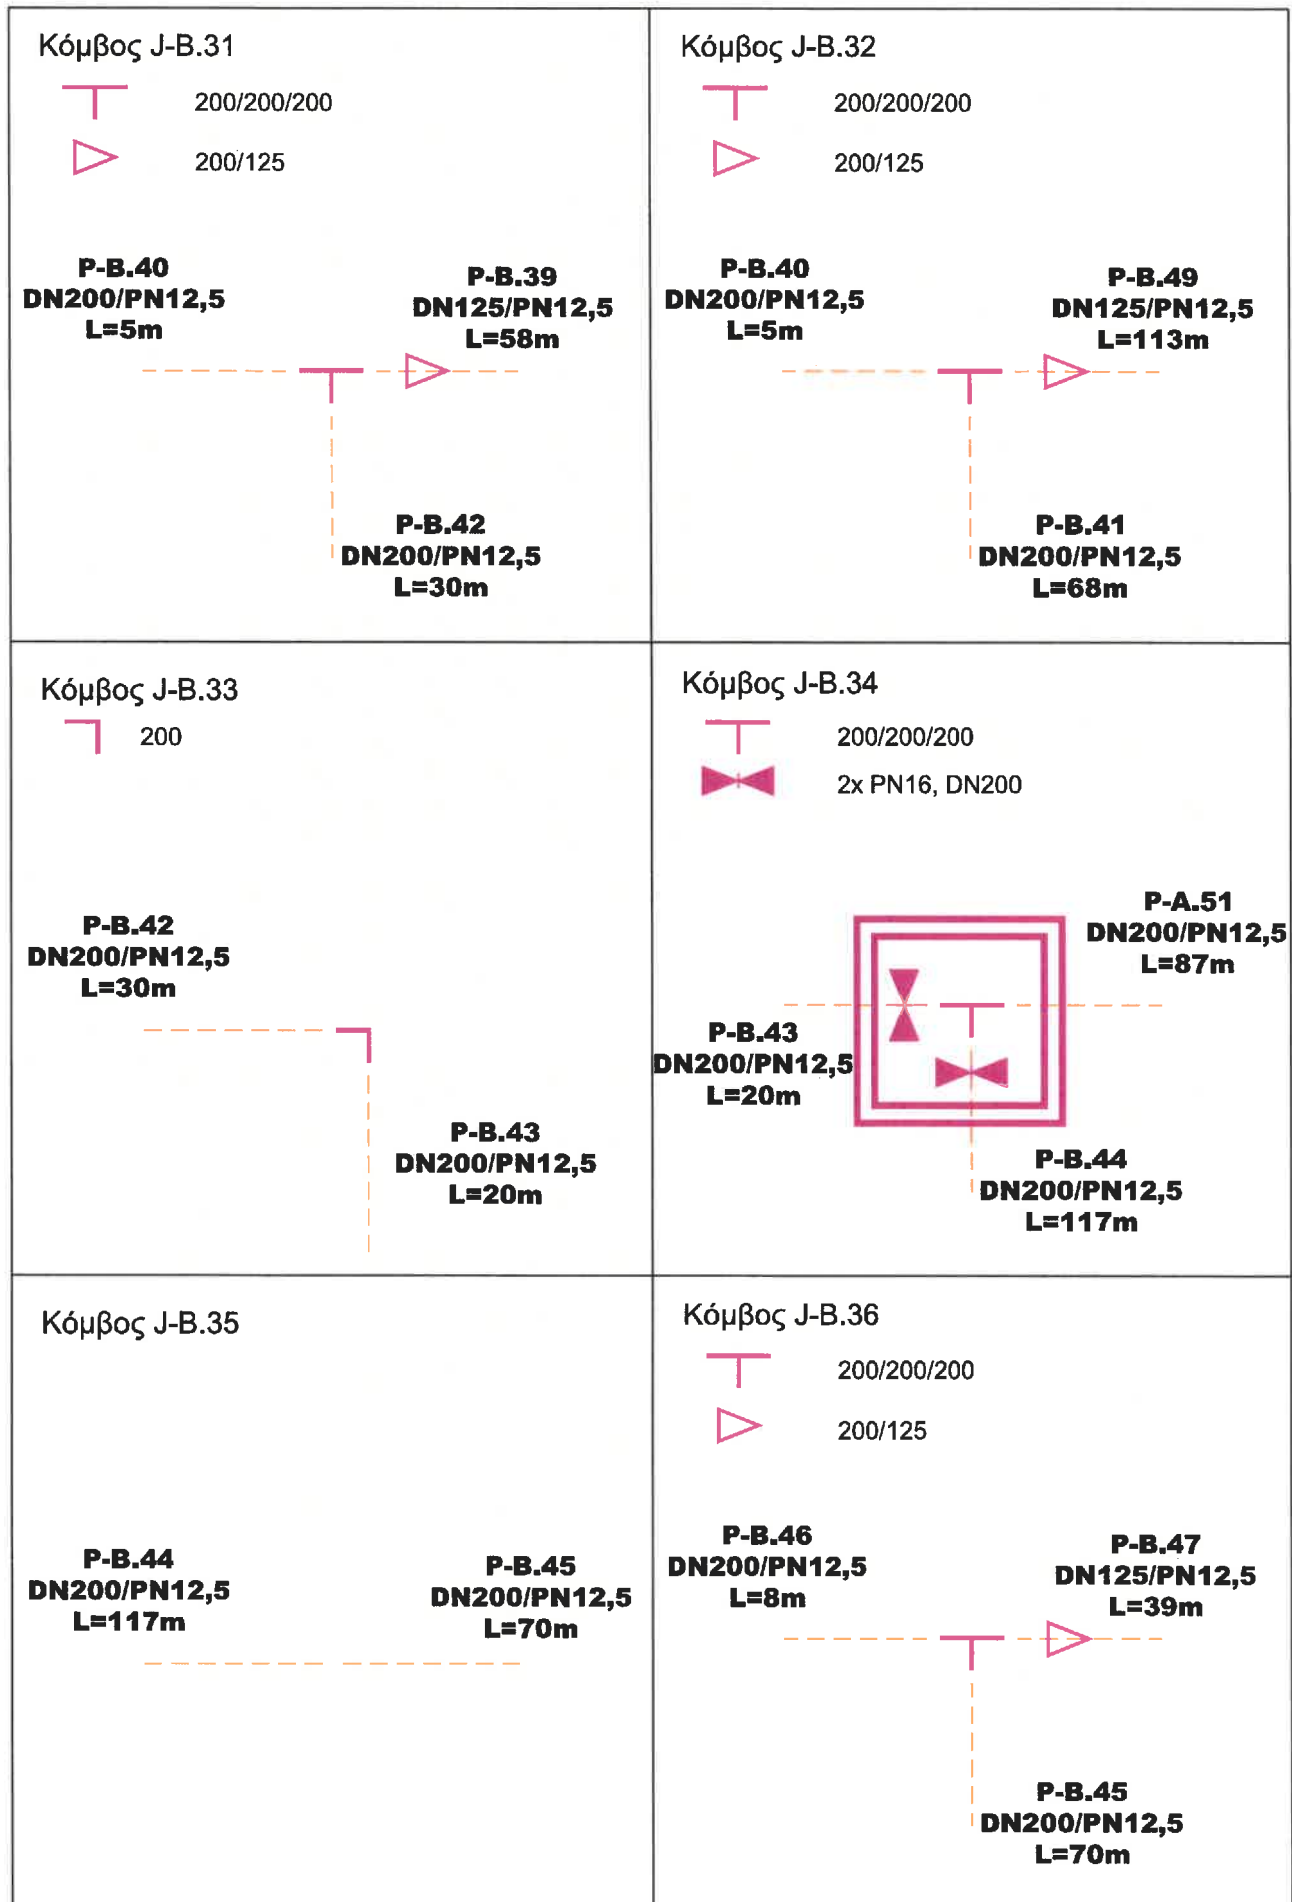 Κόμβος J-B.31
200/200/200
200/125
P-B.40
DN200/PN12,5
L=5m
P-B.39
DN125/PN12,5
L=58m
P-B.42
DN200/PN12,5
L=30m
Κόμβος J-B.32
200/200/200
200/125
P-B.40
DN200/PN12,5
L=5m
P-B.49
DN125/PN12,5
L=113m
P-B.41
DN200/PN12,5
L=68m
Κόμβος J-B.33
200
P-B.42
DN200/PN12,5
L=30m
P-B.43
DN200/PN12,5
L=20m
Κόμβος J-B.34
200/200/200
2x PN16, DN200
P-A.51
DN200/PN12,5
L=87m
P-B.43
DN200/PN12,5
L=20m
P-B.44
DN200/PN12,5
L=117m
Κόμβος J-B.35
P-B.44
DN200/PN12,5
L=117m
P-B.45
DN200/PN12,5
L=70m
Κόμβος J-B.36
200/200/200
200/125
P-B.46
DN200/PN12,5
L=8m
P-B.47
DN125/PN12,5
L=39m
P-B.45
DN200/PN12,5
L=70m